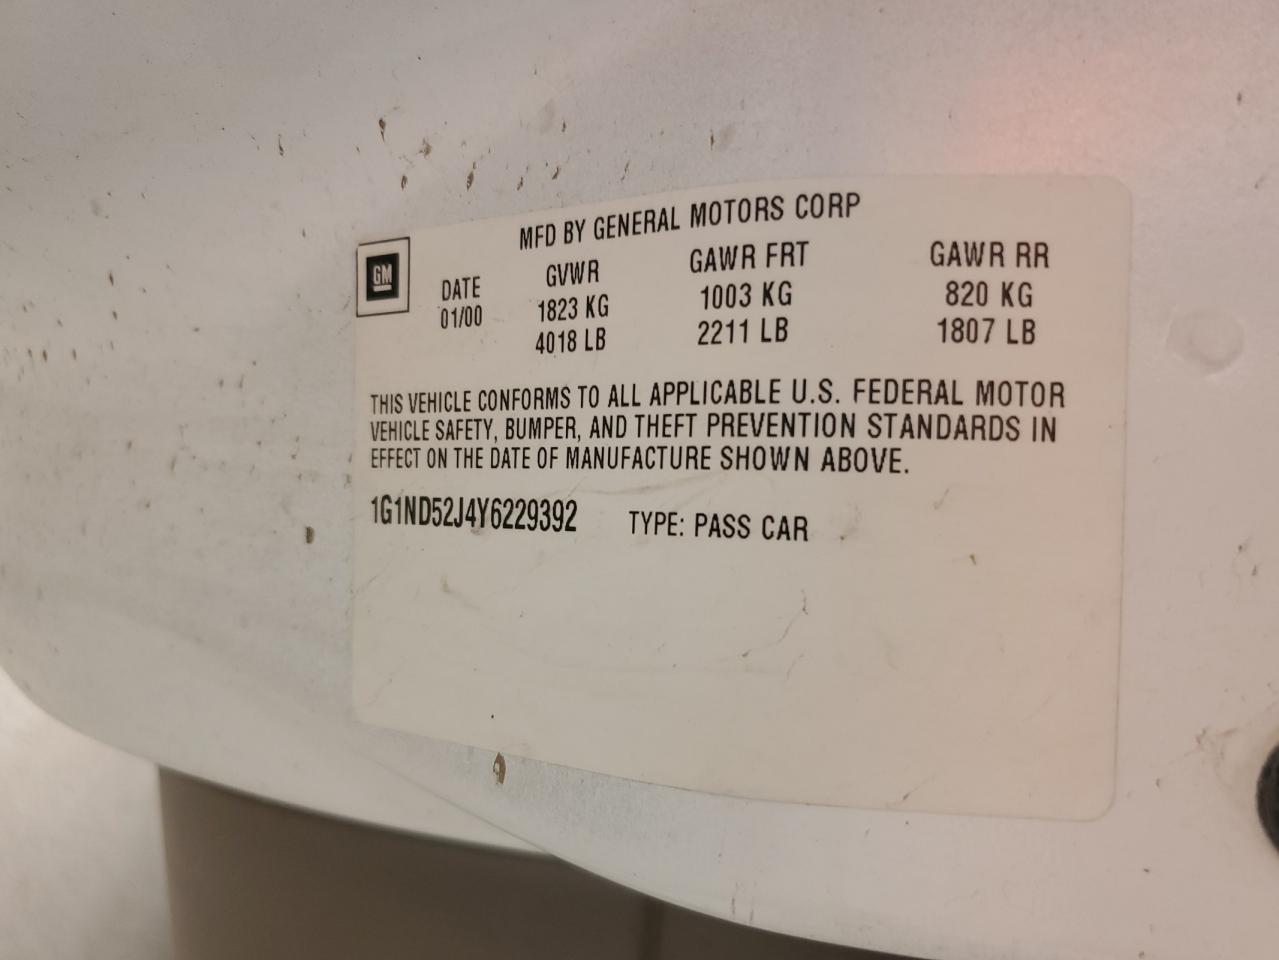 MFD BY GENERAL MOTORS CORP
GM
DATE GVWR GAWR FRT GAWR RR
01/00 1823 KG 1003 KG 820 KG
4018 LB 2211 LB 1807 LB
THIS VEHICLE CONFORMS TO ALL APPLICABLE U.S. FEDERAL MOTOR
VEHICLE SAFETY, BUMPER, AND THEFT PREVENTION STANDARDS IN
EFFECT ON THE DATE OF MANUFACTURE SHOWN ABOVE.
1G1ND52J4Y6229392 TYPE: PASS CAR